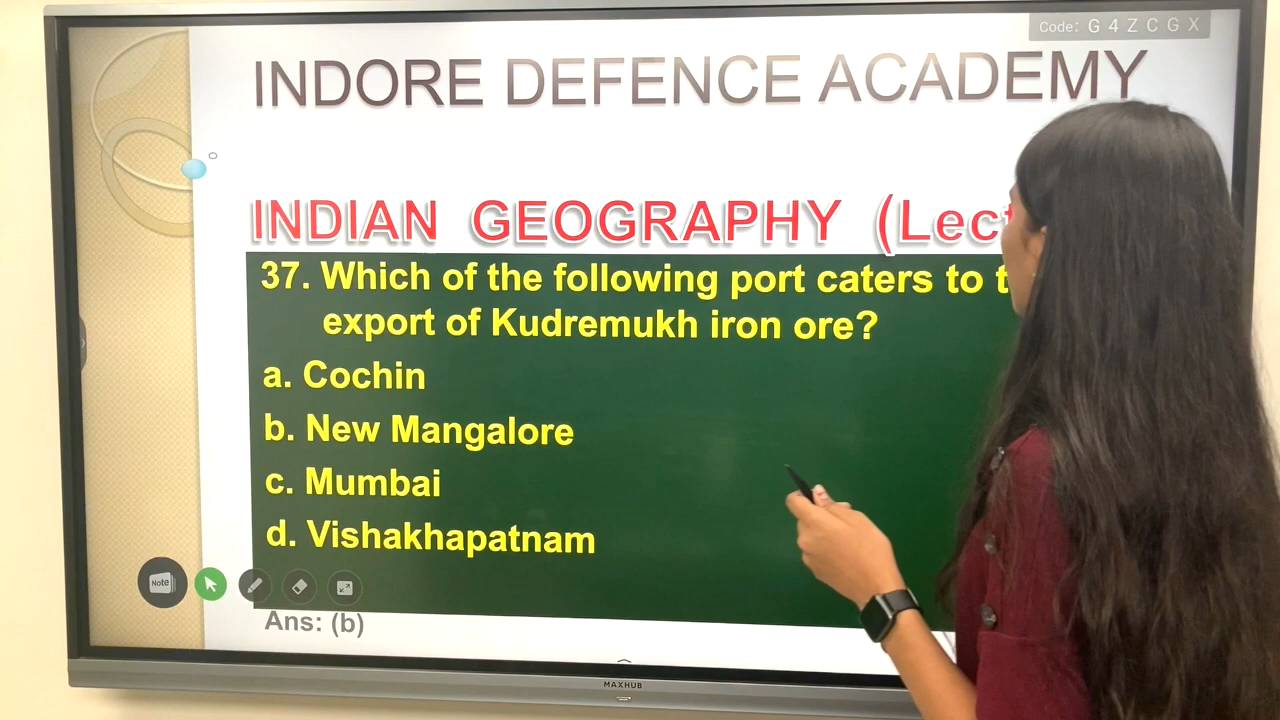 Code: G 4 Z C G X
INDORE DEFENCE ACADEMY
INDIAN GEOGRAPHY (Lect
37. Which of the following port caters to t
export of Kudremukh iron ore?
a. Cochin
b. New Mangalore
c. Mumbai
d. Vishakhapatnam
Note
Ans: (b)
MAXHUB